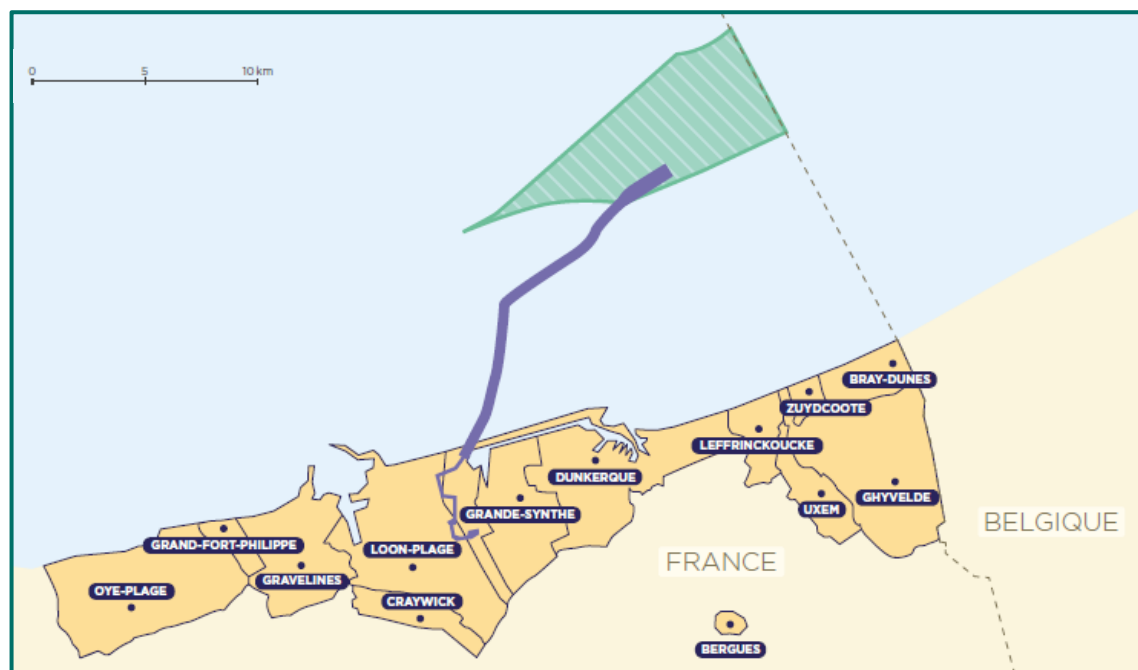 0 5 10 km
BRAY-DUNES
ZUYDCOOTE
LEFFRINCKOUCKE
DUNKERQUE
GHYVELDE
UXEM
GRANDE-SYNTHE
BELGIQUE
GRAND-FORT-PHILIPPE
LOON-PLAGE
FRANCE
GRAVELINES
OYE-PLAGE
CRAYWICK
BERGUES